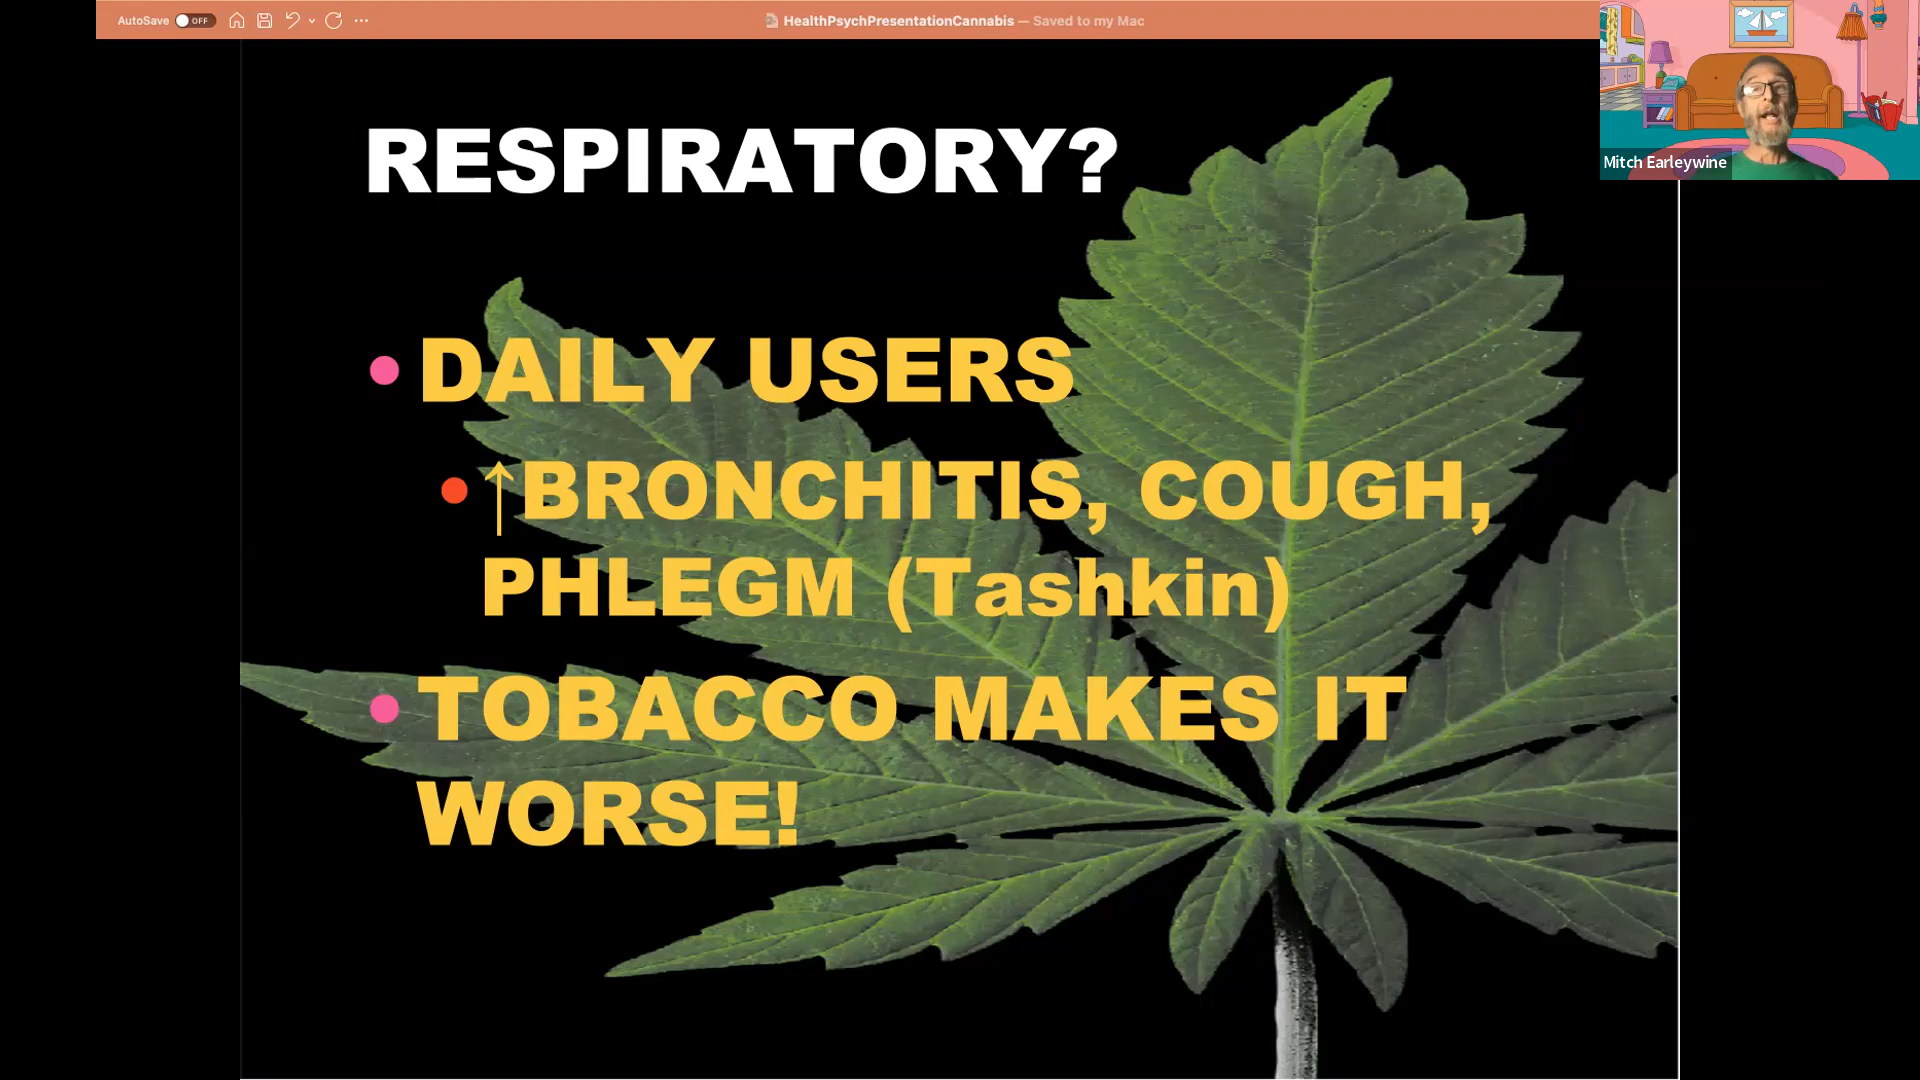 AutoSave OFF
HealthPsychPresentationCannabis — Saved to my Mac
Mitch Earleywine
RESPIRATORY?
• DAILY USERS
• ↑BRONCHITIS, COUGH,
PHLEGM (Tashkin)
• TOBACCO MAKES IT
WORSE!